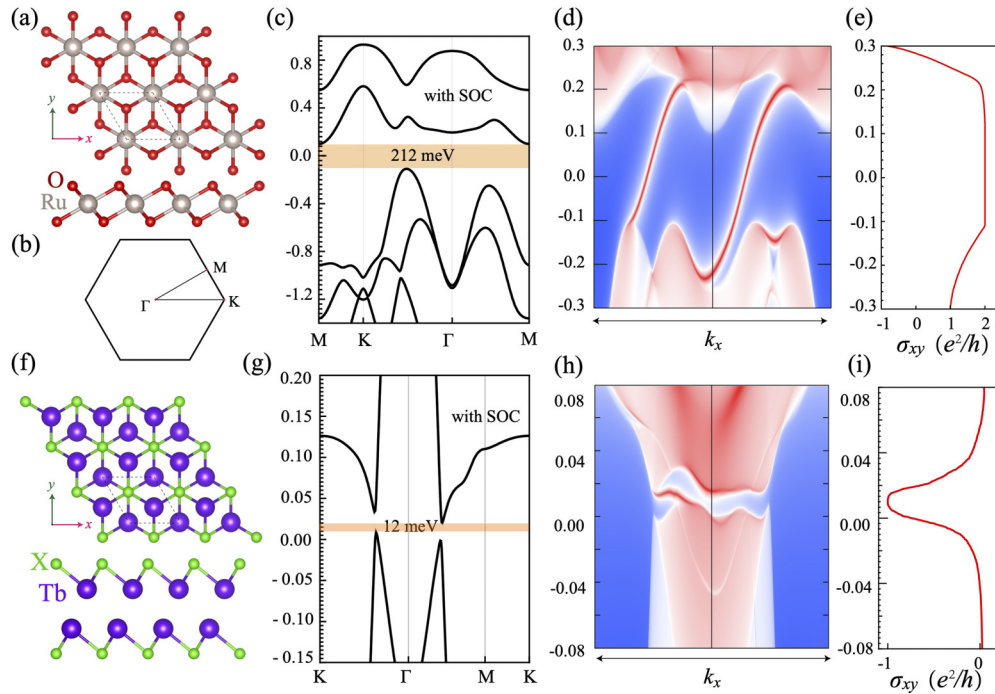 (a)
y
x
O
Ru
(b)
M
Γ
K
(c)
0.8
0.4
0.0
-0.4
-0.8
-1.2
with SOC
212 meV
M
K
Γ
M
(d)
0.3
0.2
0.1
0.0
-0.1
-0.2
-0.3
k_x
(e)
0.3
0.2
0.1
0.0
-0.1
-0.2
-0.3
-1
0
1
2
σ_xy (e²/h)
(f)
y
x
X
Tb
(g)
0.20
0.15
0.10
0.05
0.00
- 0.05
- 0.10
- 0.15
with SOC
12 meV
K
Γ
M
K
(h)
0.08
0.04
0.00
-0.04
-0.08
k_x
(i)
0.08
0.04
0.00
-0.04
-0.08
-1
0
σ_xy (e²/h)